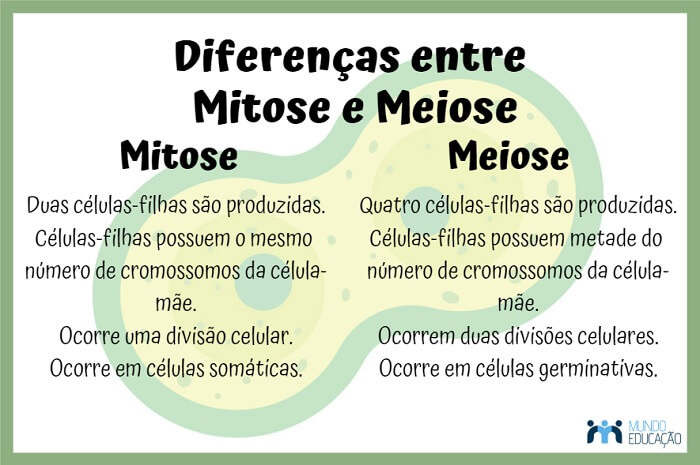 Diferenças entre
Mitose e Meiose
Mitose
Duas células-filhas são produzidas.
Células-filhas possuem o mesmo
número de cromossomos da célula-
mãe.
Ocorre uma divisão celular.
Ocorre em células somáticas.
Meiose
Quatro células-filhas são produzidas.
Células-filhas possuem metade do
número de cromossomos da célula-
mãe.
Ocorrem duas divisões celulares.
Ocorre em células germinativas.
MUNDO
EDUCAÇÃO